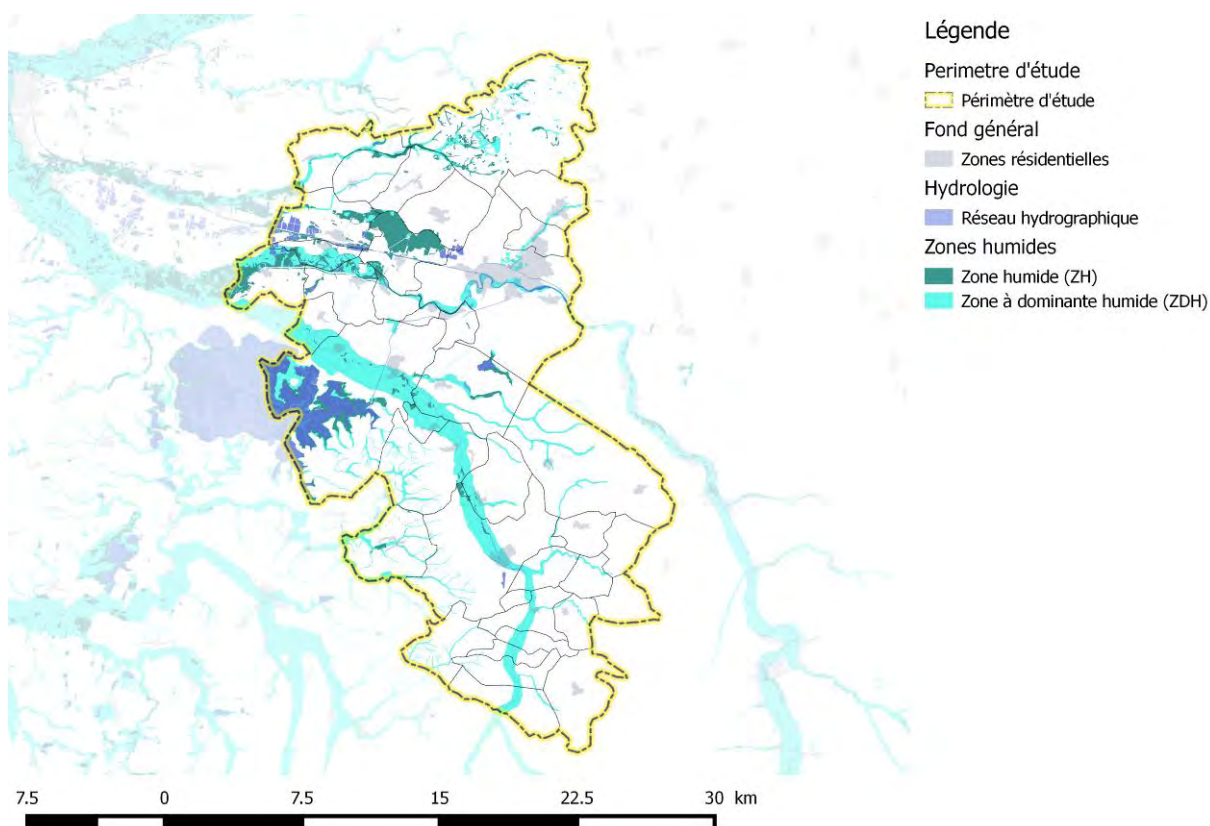 Légende
Perimetre d'étude
Périmètre d'étude
Fond général
Zones résidentielles
Hydrologie
Réseau hydrographique
Zones humides
Zone humide (ZH)
Zone à dominante humide (ZDH)
7.5 0 7.5 15 22.5 30 km